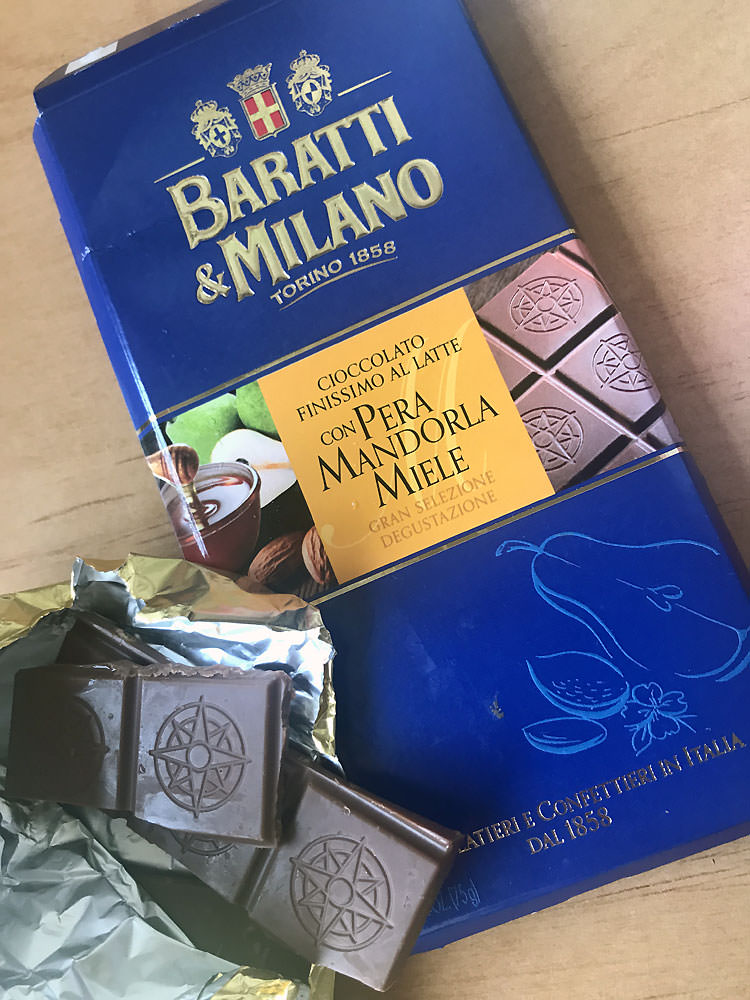 BARATTI
& MILANO
TORINO 1858
CIOCCOLATO
FINISSIMO AL LATTE
CON PERA
MANDORLA
MIELE
GRAN SELEZIONE
DEGUSTAZIONE
E CONFETTIERI IN ITALIA
DAL 1858